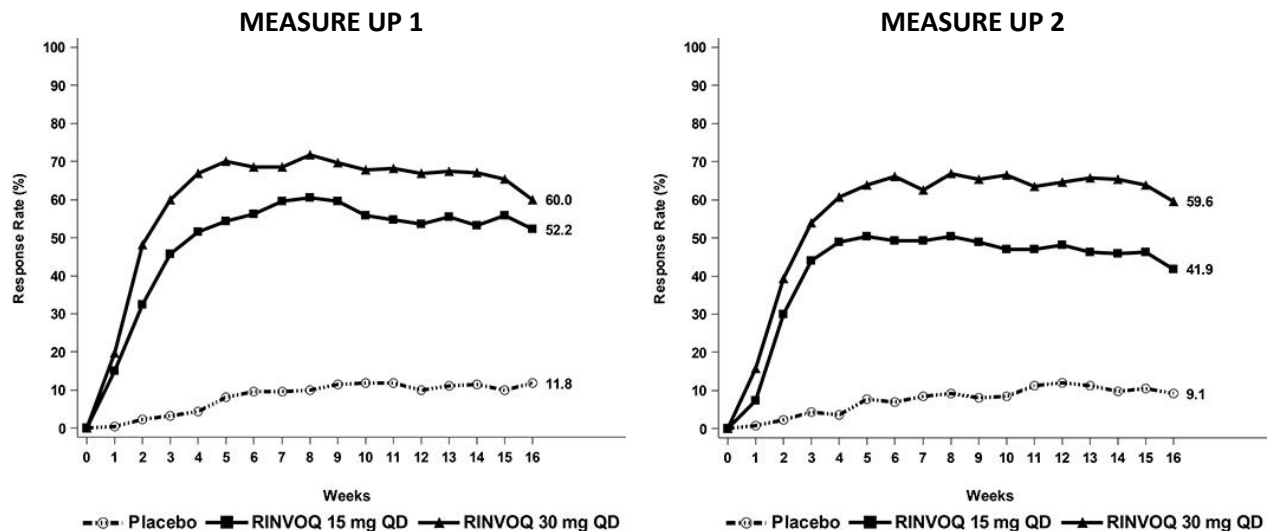 MEASURE UP 1
100
90
80
70
60
50
40
30
20
10
0
Response Rate (%)
60.0
52.2
11.8
0 1 2 3 4 5 6 7 8 9 10 11 12 13 14 15 16
Weeks
Placebo RINVOQ 15 mg QD RINVOQ 30 mg QD
MEASURE UP 2
100
90
80
70
60
50
40
30
20
10
0
Response Rate (%)
59.6
41.9
9.1
0 1 2 3 4 5 6 7 8 9 10 11 12 13 14 15 16
Weeks
Placebo RINVOQ 15 mg QD RINVOQ 30 mg QD